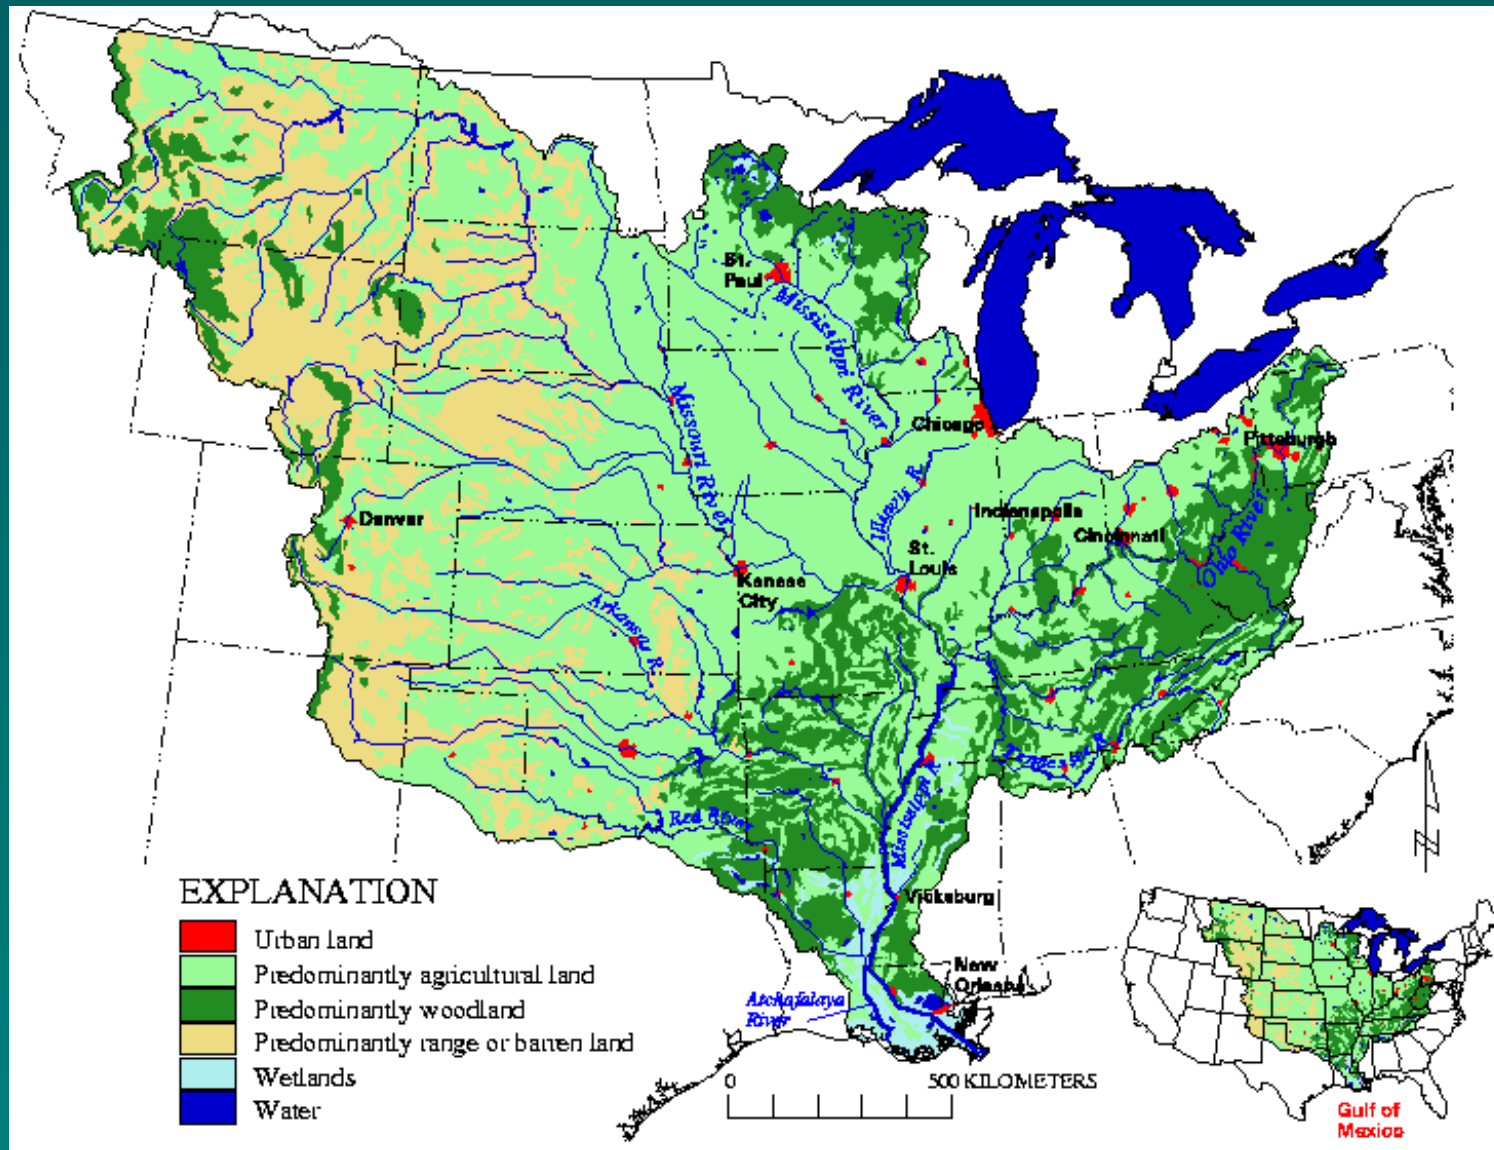 St.
Paul
Mississippi River
Missouri River
Chicago
Pittsburgh
Illinois R.
Indianapolis
Cincinnati
Ohio River
Denver
St.
Louis
Kansas
City
Arkansas R.
Tennessee R.
Mississippi R.
Red River
EXPLANATION
Vicksburg
Urban land
Predominantly agricultural land
New
Orleans
Predominantly woodland
Atchafalaya
River
Predominantly range or barren land
Wetlands
0 500 KILOMETERS
Water
Gulf of
Mexico